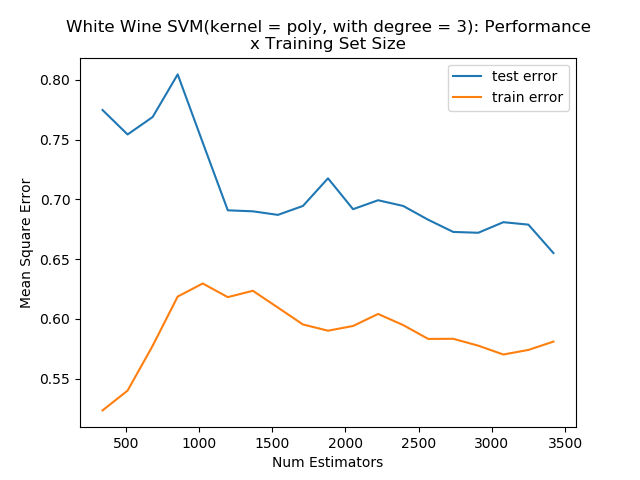 White Wine SVM(kernel = poly, with degree = 3): Performance
x Training Set Size
test error
train error
0.80
0.75
0.70
0.65
0.60
0.55
Mean Square Error
500
1000
1500
2000
2500
3000
3500
Num Estimators